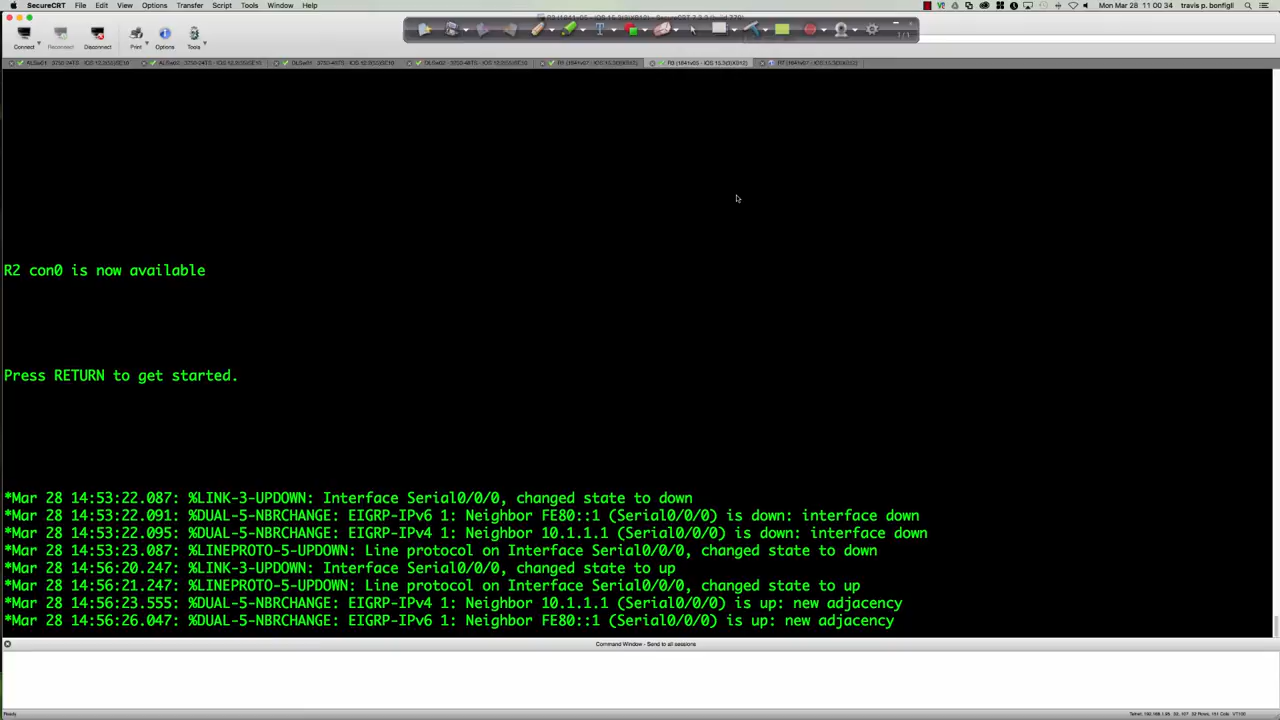 SecureCRT File Edit View Options Transfer Script Tools Window Help
Mon Mar 28 11 00 34 travis p. bonfigli
Connect Reconnect Disconnect Print Options Tools
1/1
R2 con0 is now available
Press RETURN to get started.
*Mar 28 14:53:22.087: %LINK-3-UPDOWN: Interface Serial0/0/0, changed state to down
*Mar 28 14:53:22.091: %DUAL-5-NBRCHANGE: EIGRP-IPv6 1: Neighbor FE80::1 (Serial0/0/0) is down: interface down
*Mar 28 14:53:22.095: %DUAL-5-NBRCHANGE: EIGRP-IPv4 1: Neighbor 10.1.1.1 (Serial0/0/0) is down: interface down
*Mar 28 14:53:23.087: %LINEPROTO-5-UPDOWN: Line protocol on Interface Serial0/0/0, changed state to down
*Mar 28 14:56:20.247: %LINK-3-UPDOWN: Interface Serial0/0/0, changed state to up
*Mar 28 14:56:21.247: %LINEPROTO-5-UPDOWN: Line protocol on Interface Serial0/0/0, changed state to up
*Mar 28 14:56:23.555: %DUAL-5-NBRCHANGE: EIGRP-IPv4 1: Neighbor 10.1.1.1 (Serial0/0/0) is up: new adjacency
*Mar 28 14:56:26.047: %DUAL-5-NBRCHANGE: EIGRP-IPv6 1: Neighbor FE80::1 (Serial0/0/0) is up: new adjacency
Command Window - Send to all sessions
Ready